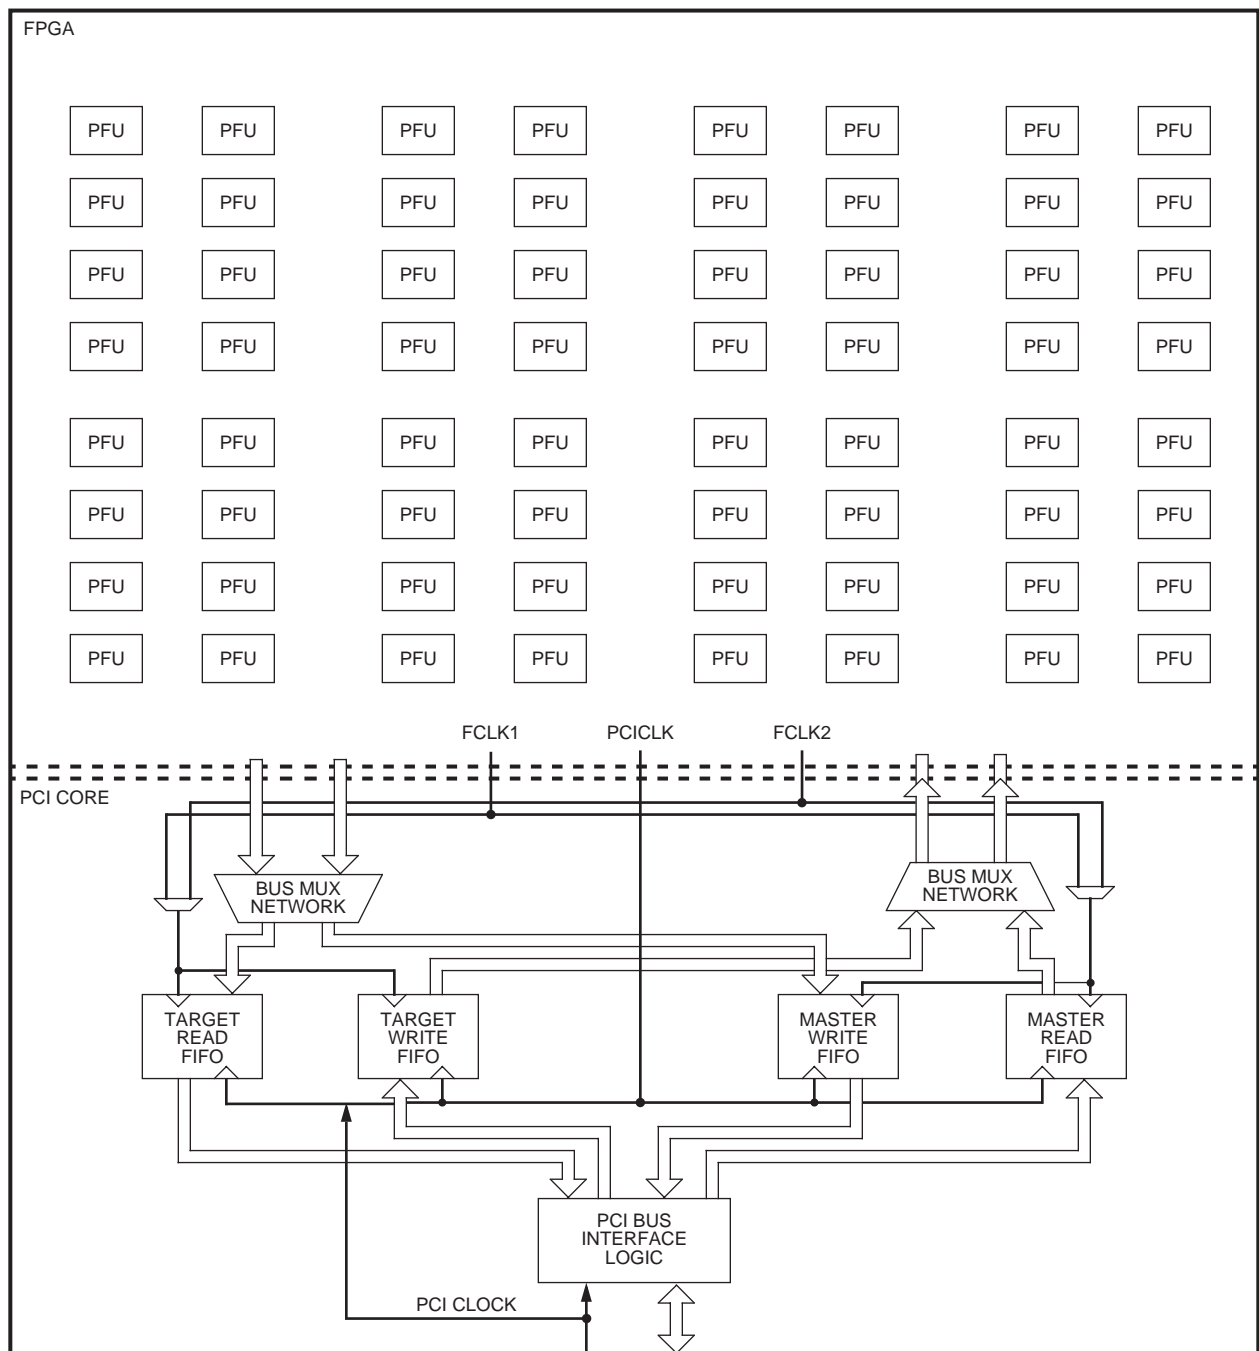 FPGA
PFU PFU PFU PFU PFU PFU PFU PFU
PFU PFU PFU PFU PFU PFU PFU PFU
PFU PFU PFU PFU PFU PFU PFU PFU
PFU PFU PFU PFU PFU PFU PFU PFU
PFU PFU PFU PFU PFU PFU PFU PFU
PFU PFU PFU PFU PFU PFU PFU PFU
PFU PFU PFU PFU PFU PFU PFU PFU
PFU PFU PFU PFU PFU PFU PFU PFU
FCLK1 PCICLK FCLK2
PCI CORE
BUS MUX
NETWORK
BUS MUX
NETWORK
TARGET
READ
FIFO
TARGET
WRITE
FIFO
MASTER
WRITE
FIFO
MASTER
READ
FIFO
PCI BUS
INTERFACE
LOGIC
PCI CLOCK